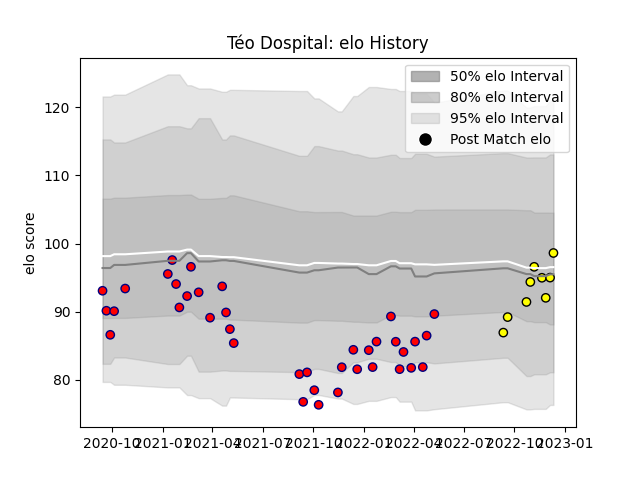 Téo Dospital: elo History
50% elo Interval
80% elo Interval
95% elo Interval
Post Match elo
elo score
120
110
100
90
80
2020-10 2021-01 2021-04 2021-07 2021-10 2022-01 2022-04 2022-07 2022-10 2023-01